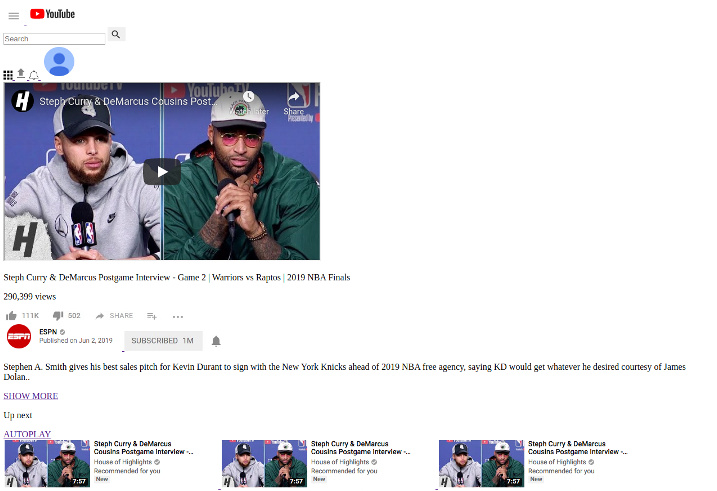 YouTube
Search
Steph Curry & DeMarcus Cousins Post...
Share
Steph Curry & DeMarcus Postgame Interview - Game 2 | Warriors vs Raptos | 2019 NBA Finals
290,399 views
111K 502 SHARE
ESPN
Published on Jun 2, 2019
SUBSCRIBED 1M
Stephen A. Smith gives his best sales pitch for Kevin Durant to sign with the New York Knicks ahead of 2019 NBA free agency, saying KD would get whatever he desired courtesy of James
Dolan..
SHOW MORE
Up next
AUTOPLAY
Steph Curry & DeMarcus
Cousins Postgame Interview -...
House of Highlights
Recommended for you
New
7:57
Steph Curry & DeMarcus
Cousins Postgame Interview -...
House of Highlights
Recommended for you
New
7:57
Steph Curry & DeMarcus
Cousins Postgame Interview -...
House of Highlights
Recommended for you
New
7:57